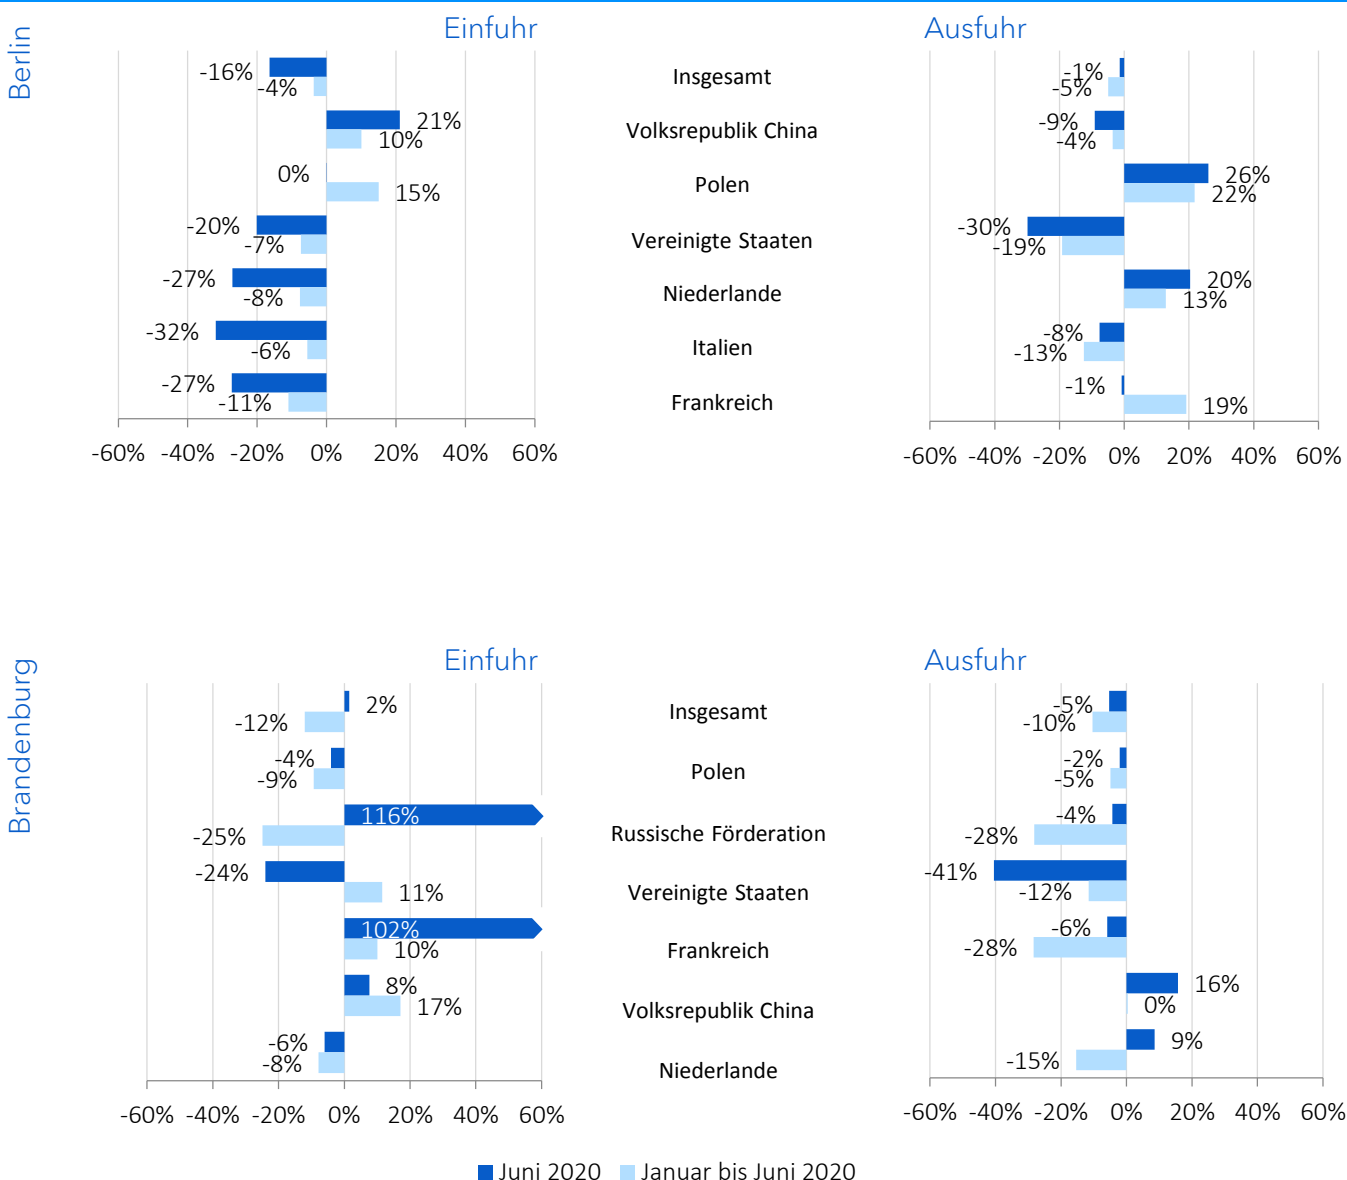 Berlin
Einfuhr
Ausfuhr
-16%
-4%
Insgesamt
-1%
-5%
21%
10%
Volksrepublik China
-9%
-4%
0%
15%
Polen
26%
22%
-20%
-7%
Vereinigte Staaten
-30%
-19%
-27%
-8%
Niederlande
20%
13%
-32%
-6%
Italien
-8%
-13%
-27%
-11%
Frankreich
-1%
19%
-60% -40% -20% 0% 20% 40% 60%
-60% -40% -20% 0% 20% 40% 60%
Brandenburg
Einfuhr
Ausfuhr
2%
-12%
Insgesamt
-5%
-10%
-4%
-9%
Polen
-2%
-5%
116%
-25%
Russische Förderation
-4%
-28%
-24%
11%
Vereinigte Staaten
-41%
-12%
102%
10%
Frankreich
-6%
-28%
8%
17%
Volksrepublik China
16%
0%
-6%
-8%
Niederlande
9%
-15%
-60% -40% -20% 0% 20% 40% 60%
-60% -40% -20% 0% 20% 40% 60%
Juni 2020 Januar bis Juni 2020